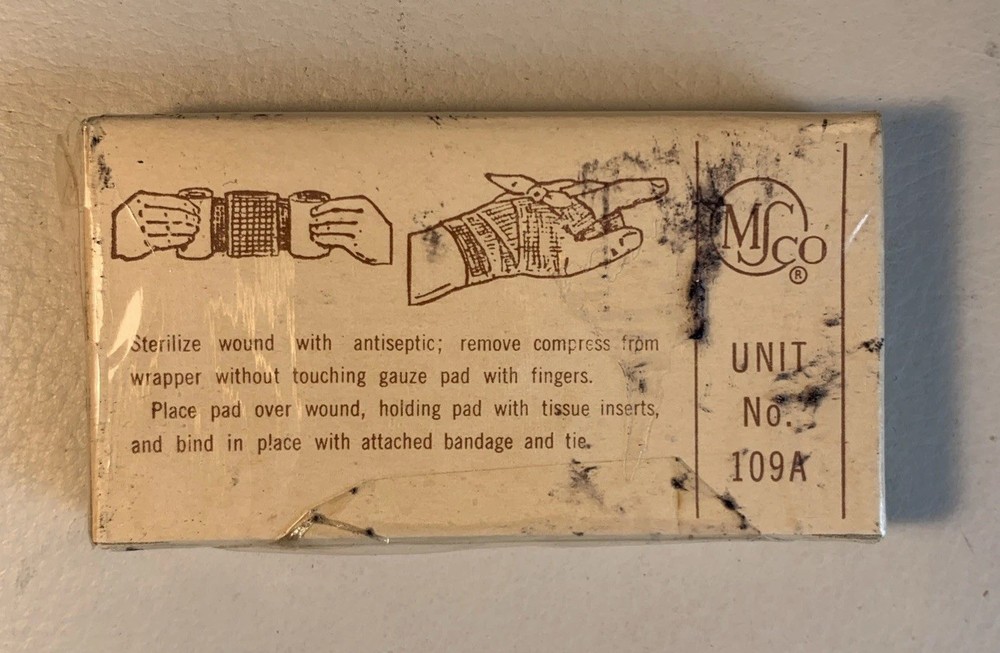 Sterilize wound with antiseptic; remove compress from
wrapper without touching gauze pad with fingers.
Place pad over wound, holding pad with tissue inserts,
and bind in place with attached bandage and tie.
MSCO
®
UNIT
No.
109A